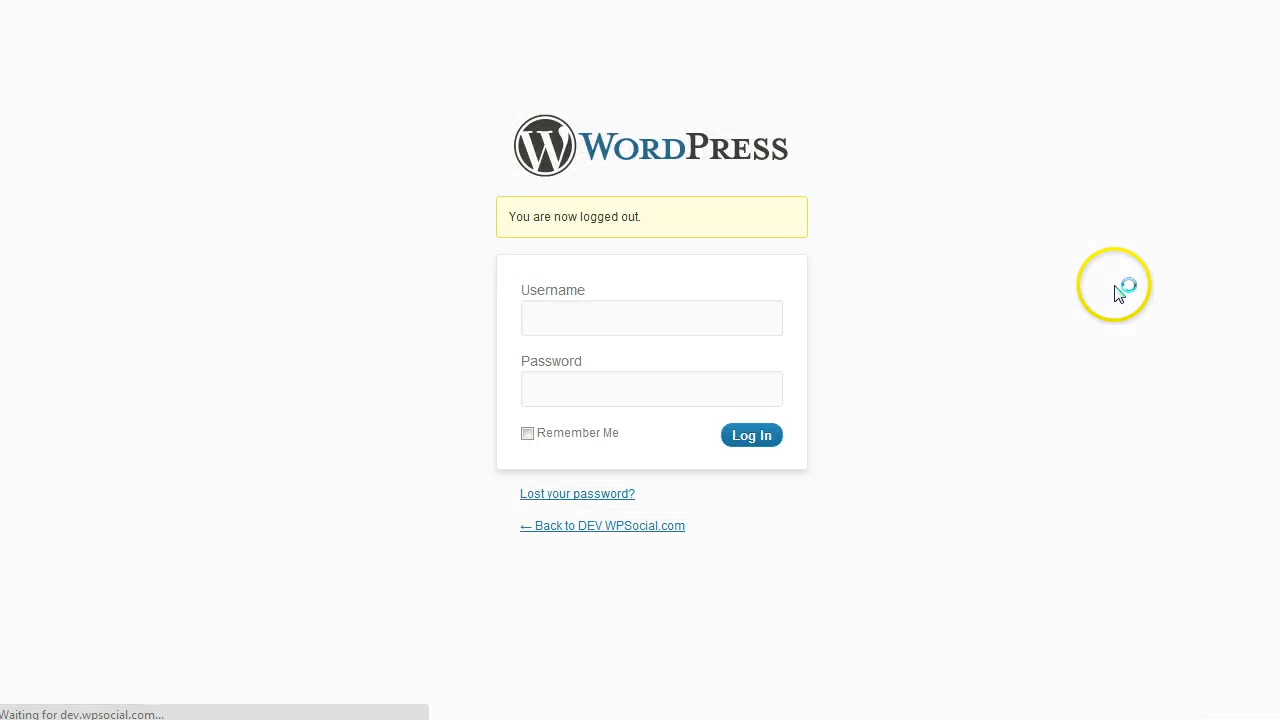 WORDPRESS
You are now logged out.
Username
Password
Remember Me
Log In
Lost your password?
← Back to DEV WPSocial.com
Waiting for dev.wpsocial.com...